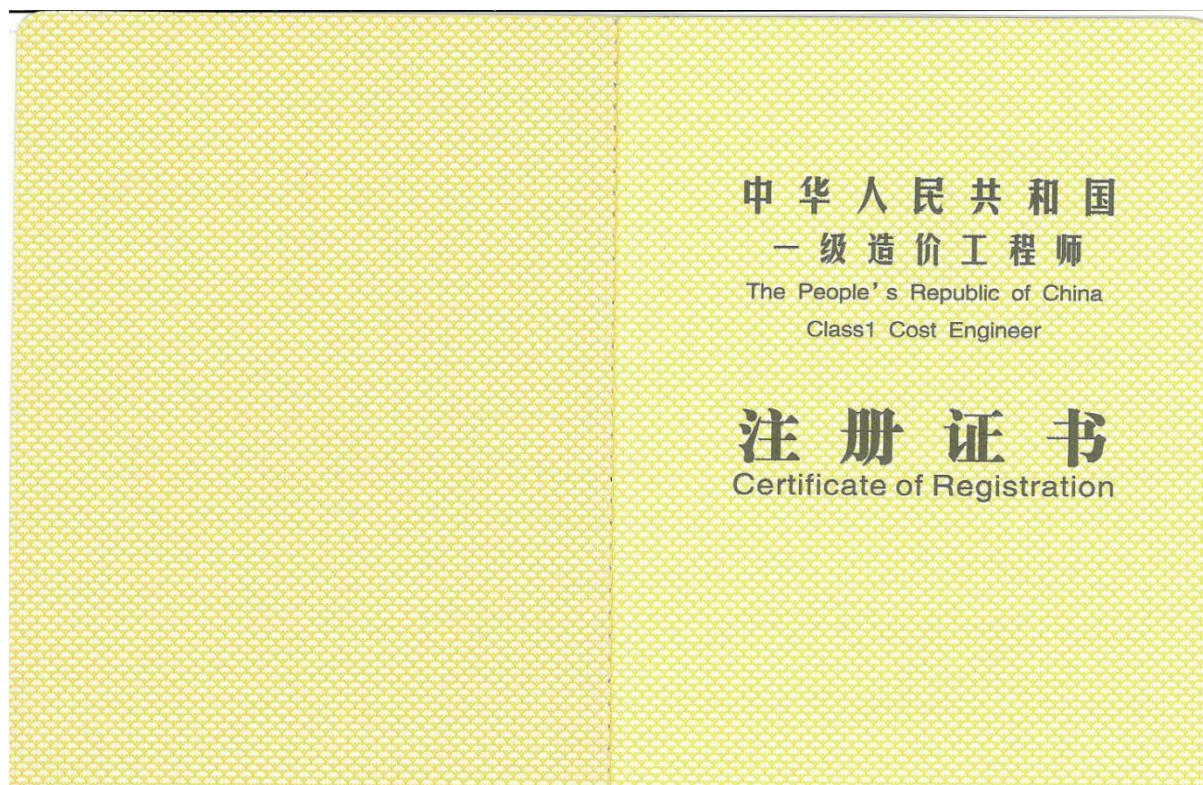 中华人民共和国
一级造价工程师
The People's Republic of China
Class1 Cost Engineer
注册证书
Certificate of Registration